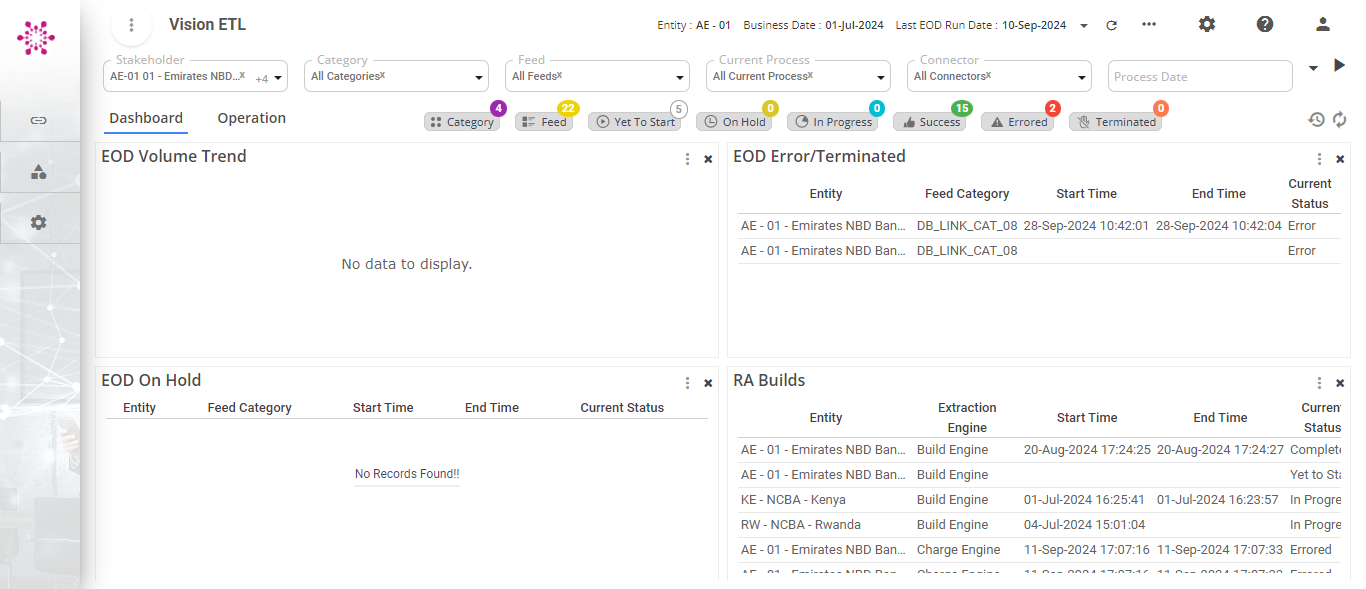 Vision ETL
Entity : AE - 01 Business Date : 01-Jul-2024 Last EOD Run Date : 10-Sep-2024
Stakeholder Category Feed Current Process Connector
AE-01 01 - Emirates NBD...x +4 All Categoriesx All Feedsx All Current Processx All Connectorsx Process Date
4 22 5 0 0 15 2 0
Dashboard Operation Category Feed Yet To Start On Hold In Progress Success Errored Terminated
EOD Volume Trend
No data to display.
EOD Error/Terminated
Entity Feed Category Start Time End Time Current Status
AE - 01 - Emirates NBD Ban... DB_LINK_CAT_08 28-Sep-2024 10:42:01 28-Sep-2024 10:42:04 Error
AE - 01 - Emirates NBD Ban... DB_LINK_CAT_08 Error
EOD On Hold
Entity Feed Category Start Time End Time Current Status
No Records Found!!
RA Builds
Entity Extraction Engine Start Time End Time Current Status
AE - 01 - Emirates NBD Ban... Build Engine 20-Aug-2024 17:24:25 20-Aug-2024 17:24:27 Complete
AE - 01 - Emirates NBD Ban... Build Engine Yet to Sta
KE - NCBA - Kenya Build Engine 01-Jul-2024 16:25:41 01-Jul-2024 16:23:57 In Progre
RW - NCBA - Rwanda Build Engine 04-Jul-2024 15:01:04 In Progre
AE - 01 - Emirates NBD Ban... Charge Engine 11-Sep-2024 17:07:16 11-Sep-2024 17:07:33 Errored